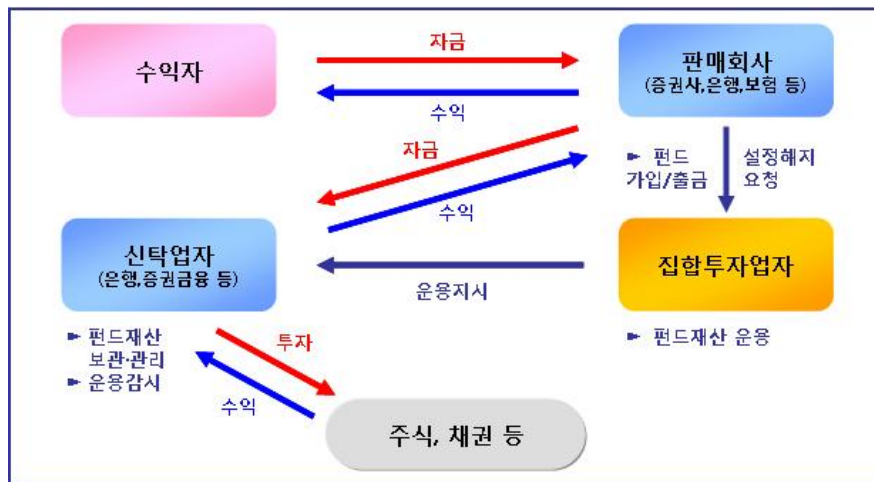 수익자
자금
수익
판매회사
(증권사,은행,보험 등)
자금
수익
► 펀드
가입/출금
설정해지
요청
신탁업자
(은행,증권금융 등)
운용지시
집합투자업자
► 펀드재산
보관·관리
► 운용감시
► 펀드재산 운용
투자
수익
주식, 채권 등